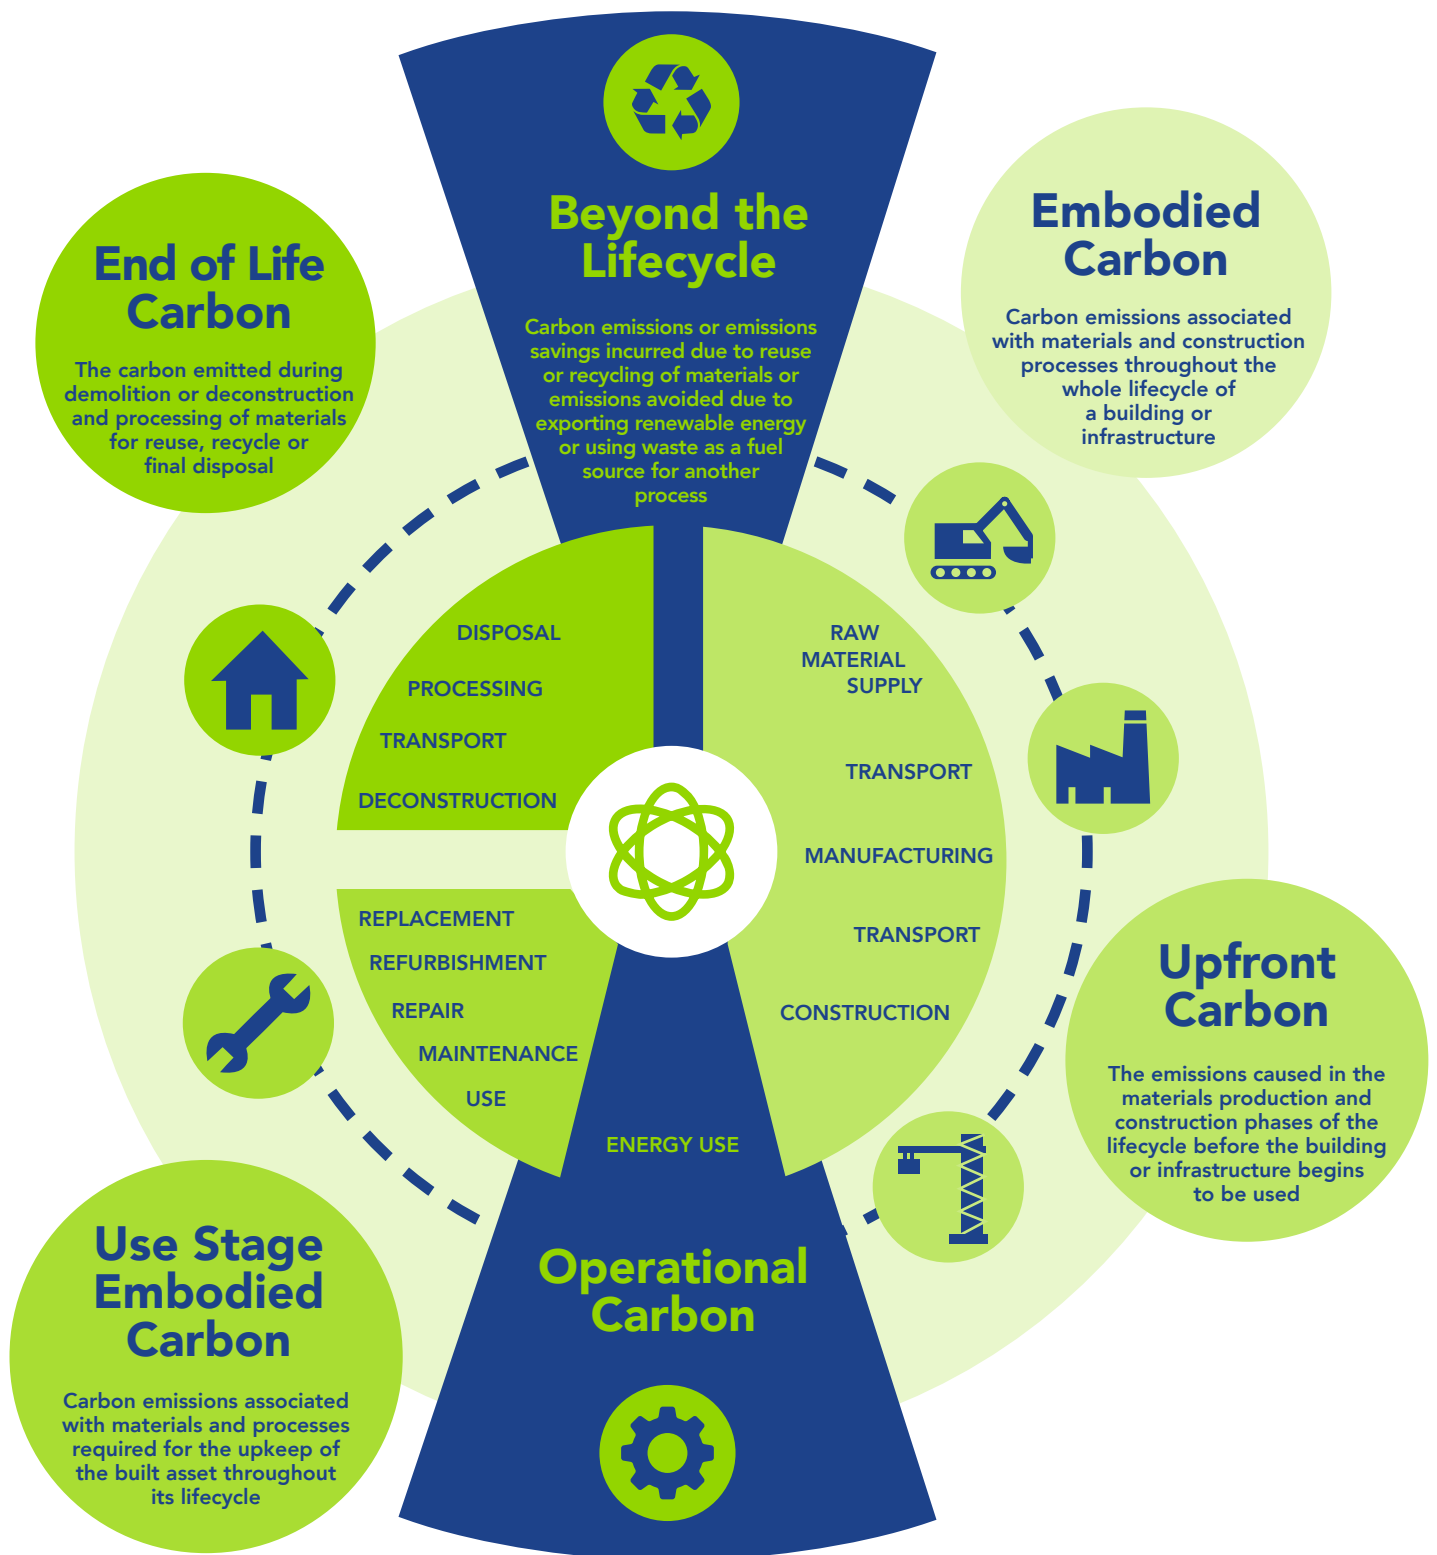 Beyond the
Lifecycle
Carbon emissions or emissions
savings incurred due to reuse
or recycling of materials or
emissions avoided due to
exporting renewable energy
or using waste as a fuel
source for another
process
Embodied
Carbon
Carbon emissions associated
with materials and construction
processes throughout the
whole lifecycle of
a building or
infrastructure
End of Life
Carbon
The carbon emitted during
demolition or deconstruction
and processing of materials
for reuse, recycle or
final disposal
DISPOSAL
PROCESSING
TRANSPORT
DECONSTRUCTION
RAW
MATERIAL
SUPPLY
TRANSPORT
MANUFACTURING
TRANSPORT
CONSTRUCTION
REPLACEMENT
REFURBISHMENT
REPAIR
MAINTENANCE
USE
ENERGY USE
Upfront
Carbon
The emissions caused in the
materials production and
construction phases of the
lifecycle before the building
or infrastructure begins
to be used
Operational
Carbon
Use Stage
Embodied
Carbon
Carbon emissions associated
with materials and processes
required for the upkeep of
the built asset throughout
its lifecycle